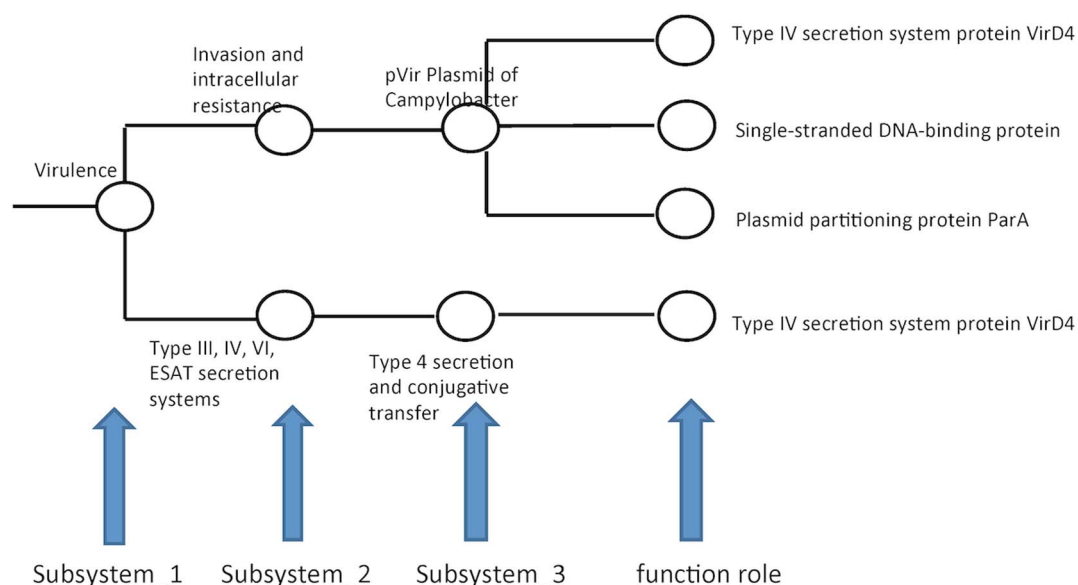 Type IV secretion system protein VirD4
Invasion and
intracellular
resistance
pVir Plasmid of
Campylobacter
Single-stranded DNA-binding protein
Virulence
Plasmid partitioning protein ParA
Type IV secretion system protein VirD4
Type III, IV, VI,
ESAT secretion
systems
Type 4 secretion
and conjugative
transfer
Subsystem 1
Subsystem 2
Subsystem 3
function role